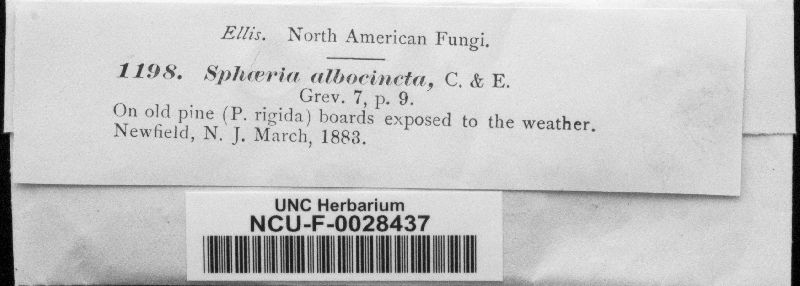 Ellis. North American Fungi.
1198. Sphæria albocincta, C. & E.
Grev. 7, p. 9.
On old pine (P. rigida) boards exposed to the weather.
Newfield, N. J. March, 1883.
UNC Herbarium
NCU-F-0028437